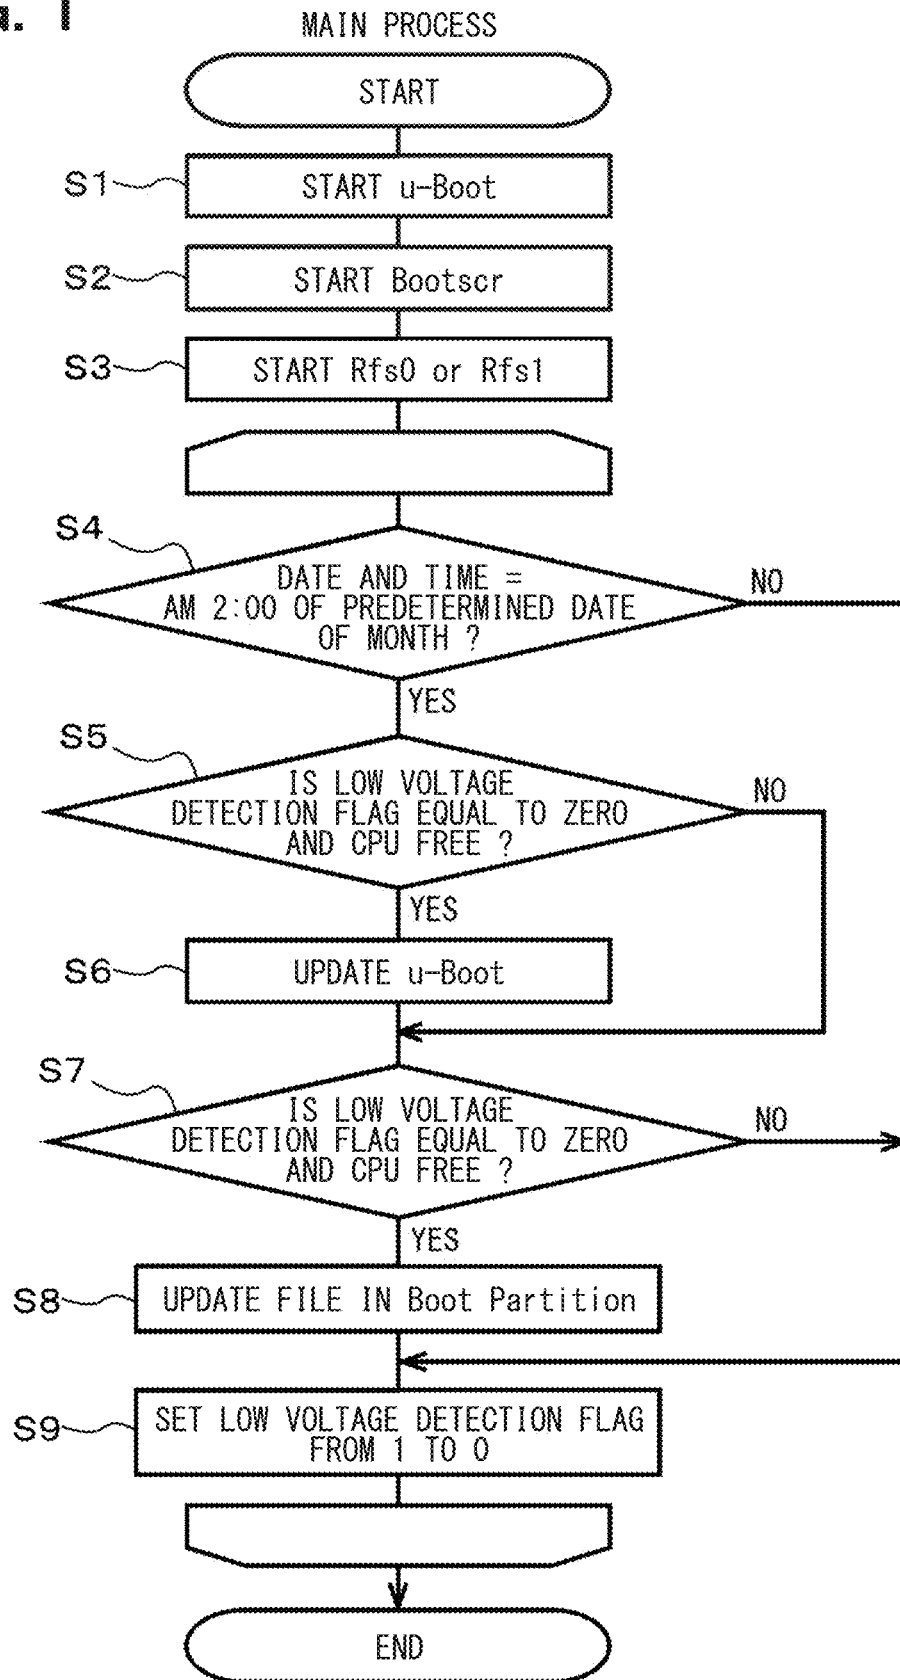 MAIN PROCESS
START
S1
START u-Boot
S2
START Bootscr
S3
START Rfs0 or Rfs1
S4
DATE AND TIME =
AM 2:00 OF PREDETERMINED DATE
OF MONTH ?
NO
YES
S5
IS LOW VOLTAGE
DETECTION FLAG EQUAL TO ZERO
AND CPU FREE ?
NO
YES
S6
UPDATE u-Boot
S7
IS LOW VOLTAGE
DETECTION FLAG EQUAL TO ZERO
AND CPU FREE ?
NO
YES
S8
UPDATE FILE IN Boot Partition
S9
SET LOW VOLTAGE DETECTION FLAG
FROM 1 TO 0
END